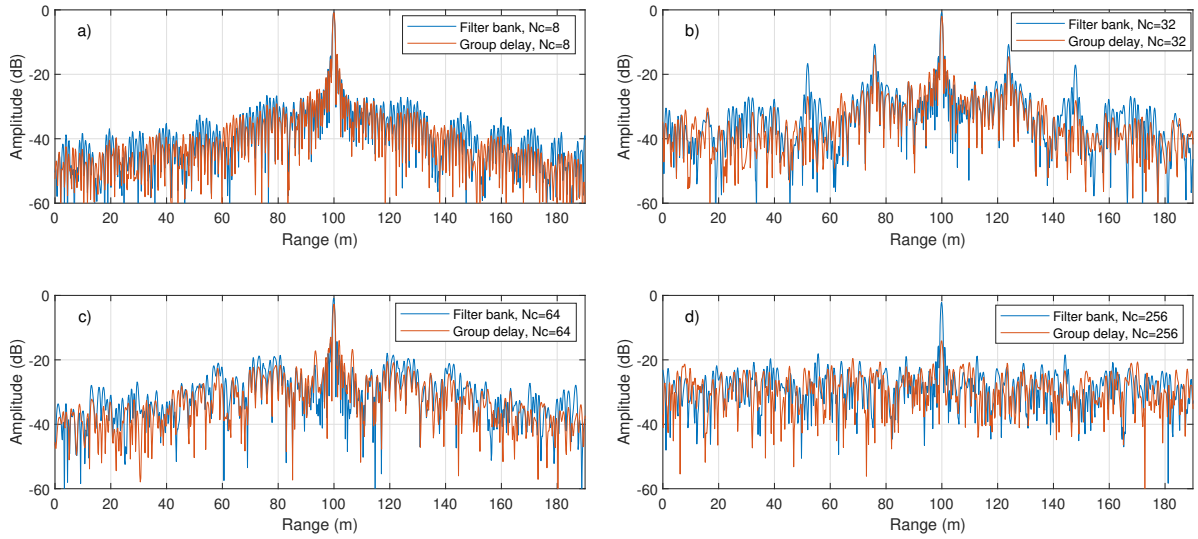 a)
Filter bank, Nc=8
Group delay, Nc=8
Amplitude (dB)
0
-20
-40
-60
0 20 40 60 80 100 120 140 160 180
Range (m)
b)
Filter bank, Nc=32
Group delay, Nc=32
Amplitude (dB)
0
-20
-40
-60
0 20 40 60 80 100 120 140 160 180
Range (m)
c)
Filter bank, Nc=64
Group delay, Nc=64
Amplitude (dB)
0
-20
-40
-60
0 20 40 60 80 100 120 140 160 180
Range (m)
d)
Filter bank, Nc=256
Group delay, Nc=256
Amplitude (dB)
0
-20
-40
-60
0 20 40 60 80 100 120 140 160 180
Range (m)